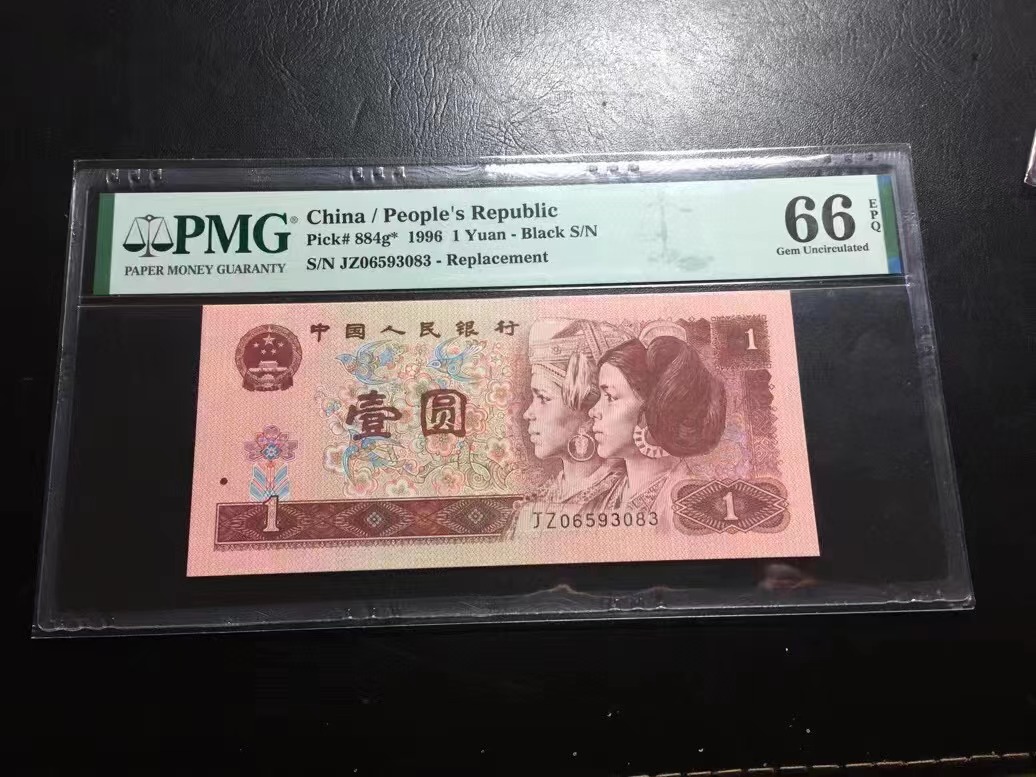 PMG®
PAPER MONEY GUARANTY
China / People's Republic
Pick# 884g* 1996 1 Yuan - Black S/N
S/N JZ06593083 - Replacement
66
EPQ
Gem Uncirculated
中国人民银行
1
壹圆
1
JZ06593083
1